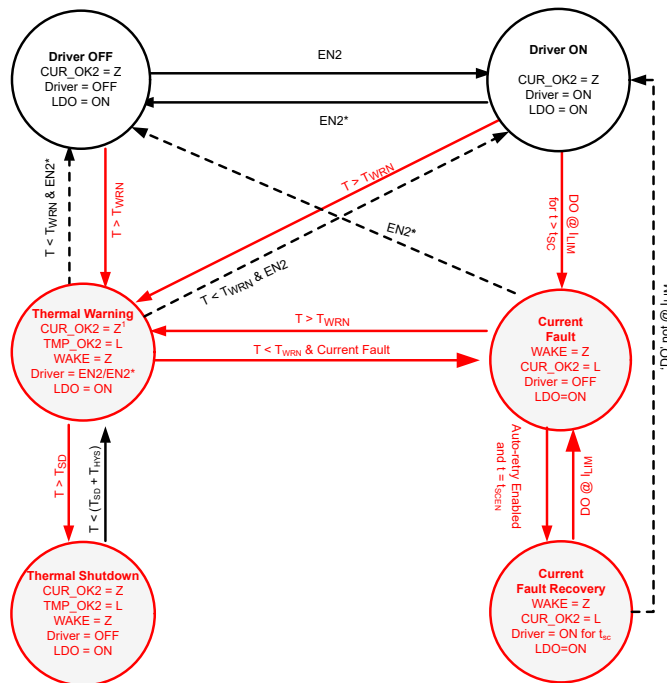 Driver OFF
CUR_OK2 = Z
Driver = OFF
LDO = ON
EN2
EN2*
Driver ON
CUR_OK2 = Z
Driver = ON
LDO = ON
T < TWRN & EN2*
T > TWRN
T > TWRN
T < TWRN & EN2
EN2*
DO @ ILIM
for t > tSC
'DO' not @ ILIM
Thermal Warning
CUR_OK2 = Z¹
TMP_OK2 = L
WAKE = Z
Driver = EN2/EN2*
LDO = ON
T > TWRN
T < TWRN & Current Fault
Current
Fault
WAKE = Z
CUR_OK2 = L
Driver = OFF
LDO=ON
T > TSD
T < (TSD + THYS)
Auto-retry Enabled
and t = tSCEN
DO @ ILIM
Thermal Shutdown
CUR_OK2 = Z
TMP_OK2 = L
WAKE = Z
Driver = OFF
LDO = ON
Current
Fault Recovery
WAKE = Z
CUR_OK2 = L
Driver = ON for tsc
LDO=ON